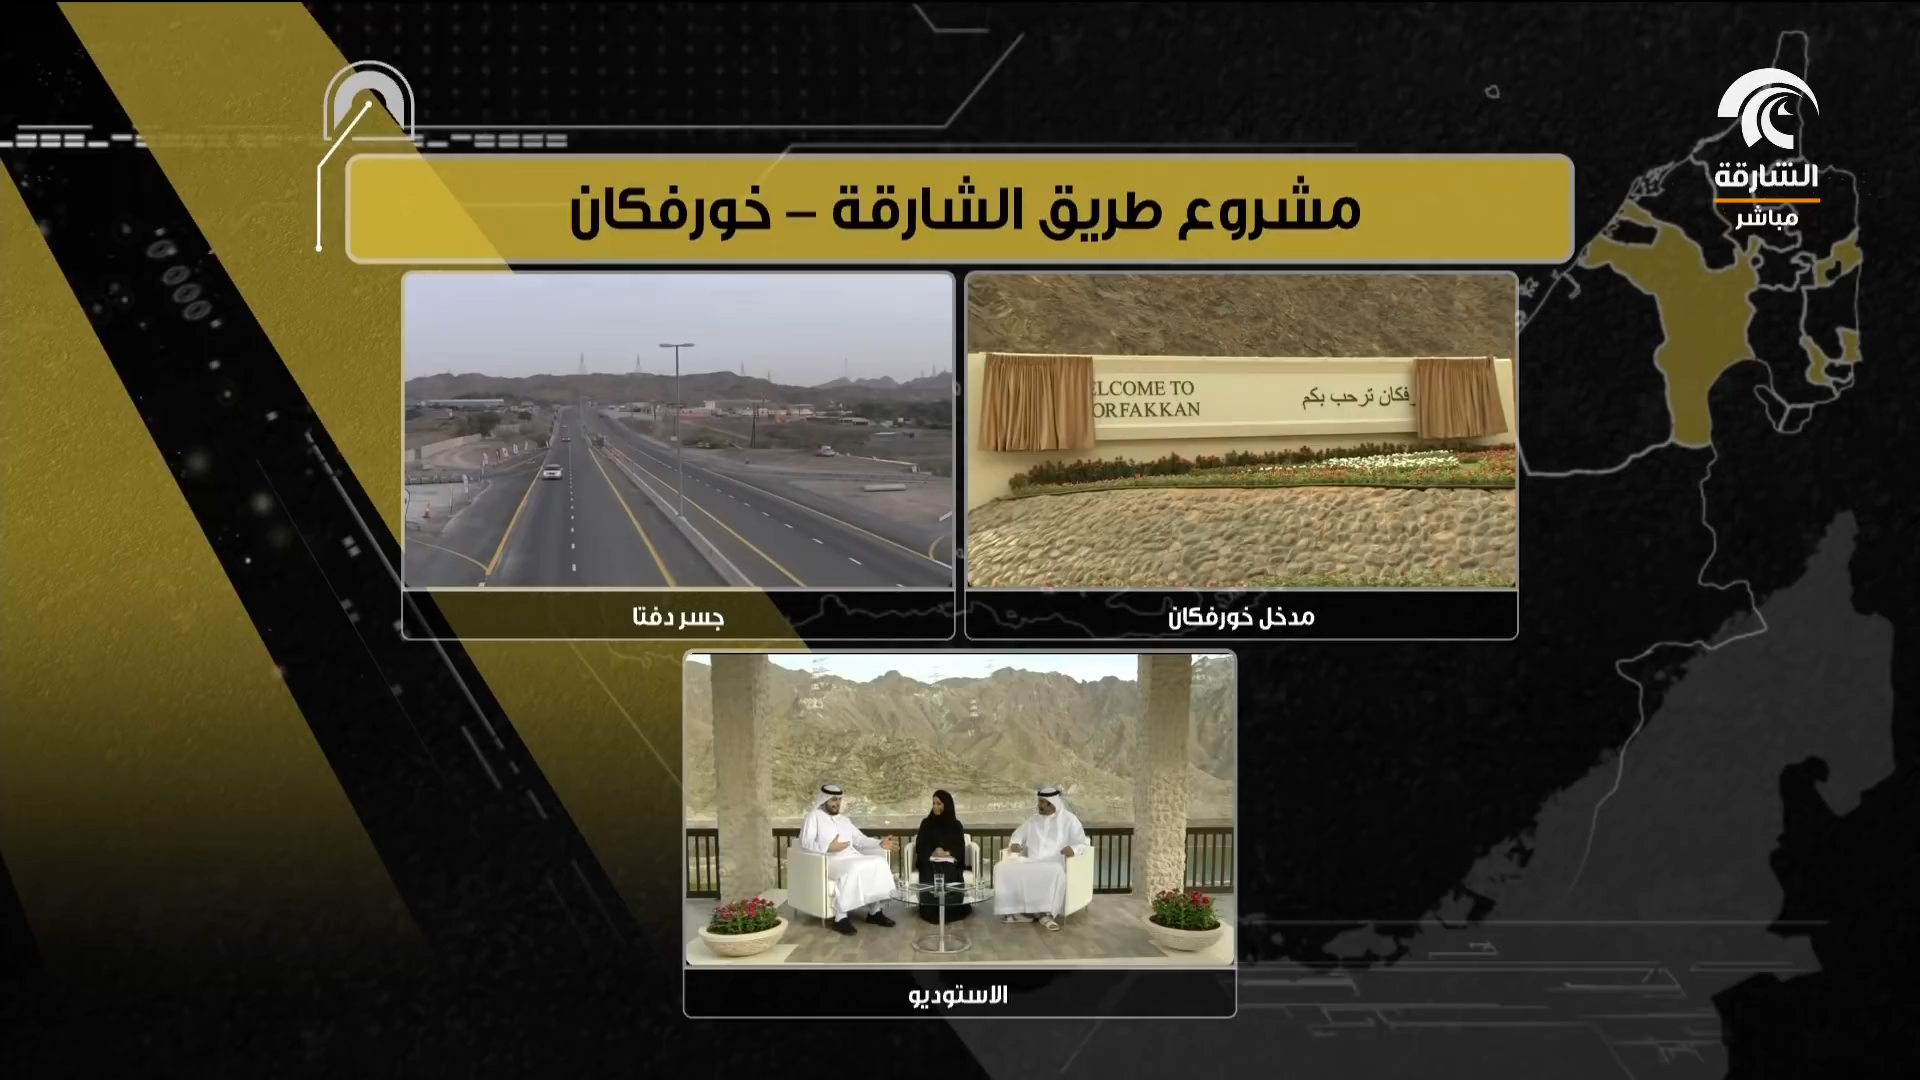 الشارقة
مباشر
مشروع طريق الشارقة – خورفكان
ELCOME TO
ORFAKKAN
فكان ترحب بكم
مدخل خورفكان
جسر دفتا
الاستوديو